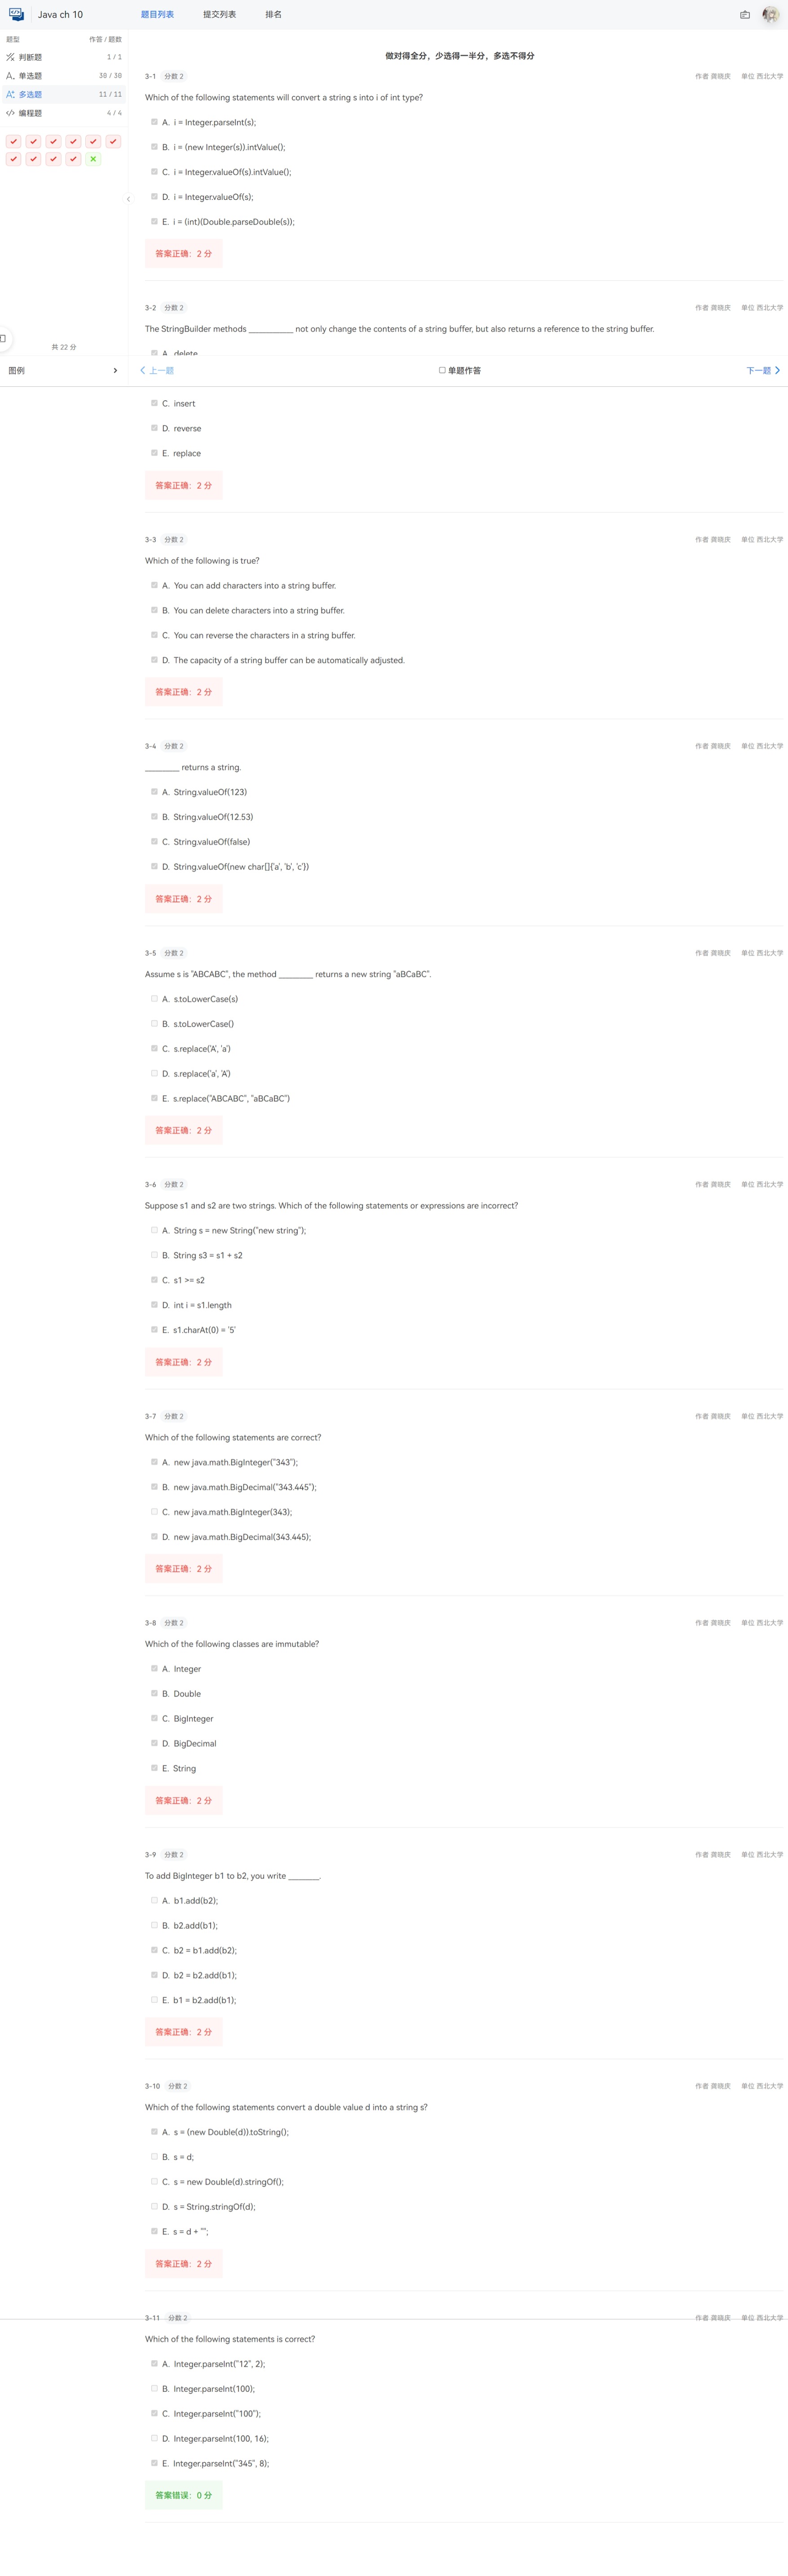 Java ch 10
题目列表
提交列表
排名
题型
作答 / 题数
判断题
1 / 1
单选题
38 / 38
多选题
11 / 11
编程题
4 / 4
共 22 分
图例
做对得全分，少选得一半分，多选不得分
3-1 分数 2
作者 龚晓庆 单位 西北大学
Which of the following statements will convert a string s into i of int type?
A. i = Integer.parseInt(s);
B. i = (new Integer(s)).intValue();
C. i = Integer.valueOf(s).intValue();
D. i = Integer.valueOf(s);
E. i = (int)(Double.parseDouble(s));
答案正确：2 分
3-2 分数 2
作者 龚晓庆 单位 西北大学
The StringBuilder methods __________ not only change the contents of a string buffer, but also returns a reference to the string buffer.
A. delete
上一题
单题作答
下一题
C. insert
D. reverse
E. replace
答案正确：2 分
3-3 分数 2
作者 龚晓庆 单位 西北大学
Which of the following is true?
A. You can add characters into a string buffer.
B. You can delete characters into a string buffer.
C. You can reverse the characters in a string buffer.
D. The capacity of a string buffer can be automatically adjusted.
答案正确：2 分
3-4 分数 2
作者 龚晓庆 单位 西北大学
________ returns a string.
A. String.valueOf(123)
B. String.valueOf(12.53)
C. String.valueOf(false)
D. String.valueOf(new char[]{'a', 'b', 'c'})
答案正确：2 分
3-5 分数 2
作者 龚晓庆 单位 西北大学
Assume s is "ABCABC", the method ________ returns a new string "aBCaBC".
A. s.toLowerCase(s)
B. s.toLowerCase()
C. s.replace('A', 'a')
D. s.replace('a', 'A')
E. s.replace("ABCABC", "aBCaBC")
答案正确：2 分
3-6 分数 2
作者 龚晓庆 单位 西北大学
Suppose s1 and s2 are two strings. Which of the following statements or expressions are incorrect?
A. String s = new String("new string");
B. String s3 = s1 + s2
C. s1 >= s2
D. int i = s1.length
E. s1.charAt(0) = '5'
答案正确：2 分
3-7 分数 2
作者 龚晓庆 单位 西北大学
Which of the following statements are correct?
A. new java.math.BigInteger("343");
B. new java.math.BigDecimal("343.445");
C. new java.math.BigInteger(343);
D. new java.math.BigDecimal(343.445);
答案正确：2 分
3-8 分数 2
作者 龚晓庆 单位 西北大学
Which of the following classes are immutable?
A. Integer
B. Double
C. BigInteger
D. BigDecimal
E. String
答案正确：2 分
3-9 分数 2
作者 龚晓庆 单位 西北大学
To add BigInteger b1 to b2, you write _______.
A. b1.add(b2);
B. b2.add(b1);
C. b2 = b1.add(b2);
D. b2 = b2.add(b1);
E. b1 = b2.add(b1);
答案正确：2 分
3-10 分数 2
作者 龚晓庆 单位 西北大学
Which of the following statements convert a double value d into a string s?
A. s = (new Double(d)).toString();
B. s = d;
C. s = new Double(d).stringOf();
D. s = String.stringOf(d);
E. s = d + "";
答案正确：2 分
3-11 分数 2
作者 龚晓庆 单位 西北大学
Which of the following statements is correct?
A. Integer.parseInt("12", 2);
B. Integer.parseInt(100);
C. Integer.parseInt("100");
D. Integer.parseInt(100, 16);
E. Integer.parseInt("345", 8);
答案错误：0 分